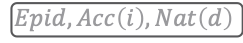 Epid, Acc(i), Nat(d)